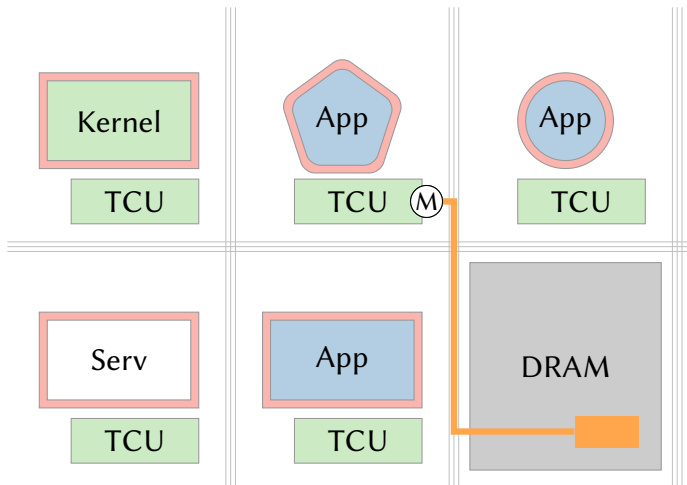 Kernel
App
App
TCU
TCU
M
TCU
Serv
App
DRAM
TCU
TCU